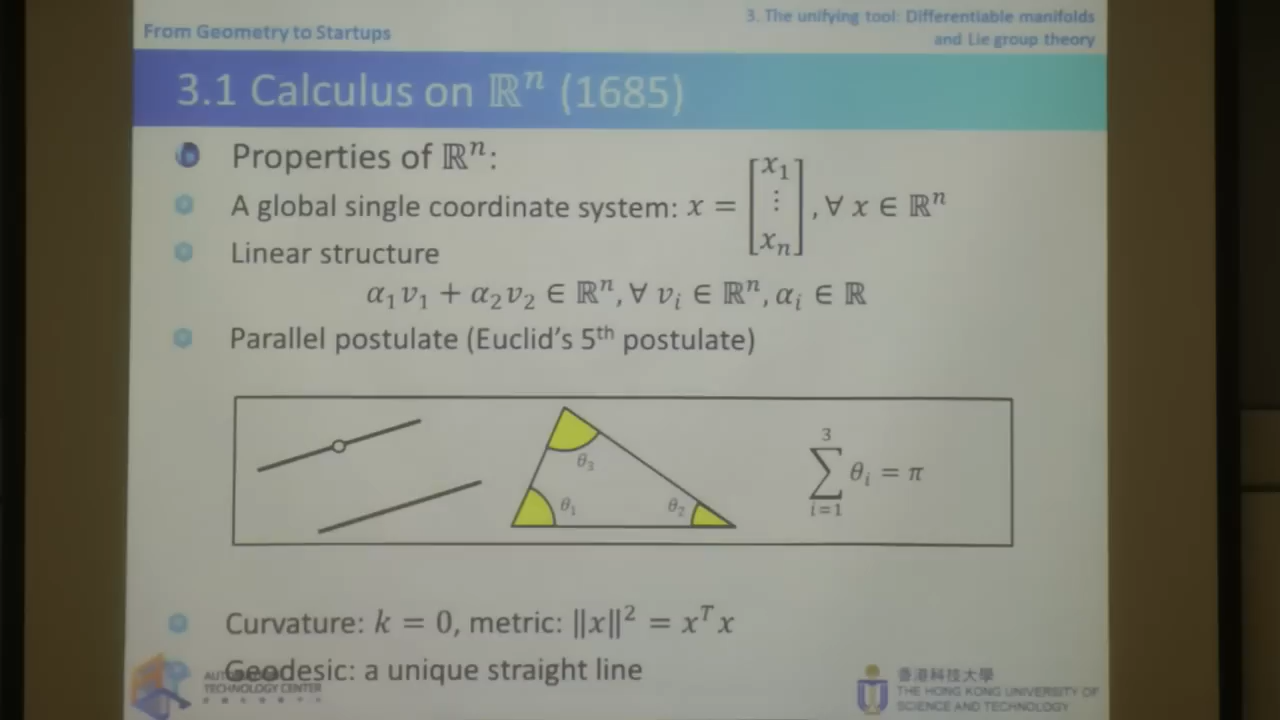 From Geometry to Startups
3. The unifying tool: Differentiable manifolds
and Lie group theory
3.1 Calculus on ℝⁿ (1685)
Properties of ℝⁿ:
A global single coordinate system: x = [x₁ ⋮ xₙ], ∀ x ∈ ℝⁿ
Linear structure
α₁v₁ + α₂v₂ ∈ ℝⁿ, ∀ vᵢ ∈ ℝⁿ, αᵢ ∈ ℝ
Parallel postulate (Euclid's 5th postulate)
θ₃
θ₁
θ₂
∑³ᵢ₌₁ θᵢ = π
Curvature: k = 0, metric: ||x||² = xᵀx
Geodesic: a unique straight line
TECHNOLOGY CENTER
香港科技大學
THE HONG KONG UNIVERSITY OF
SCIENCE AND TECHNOLOGY